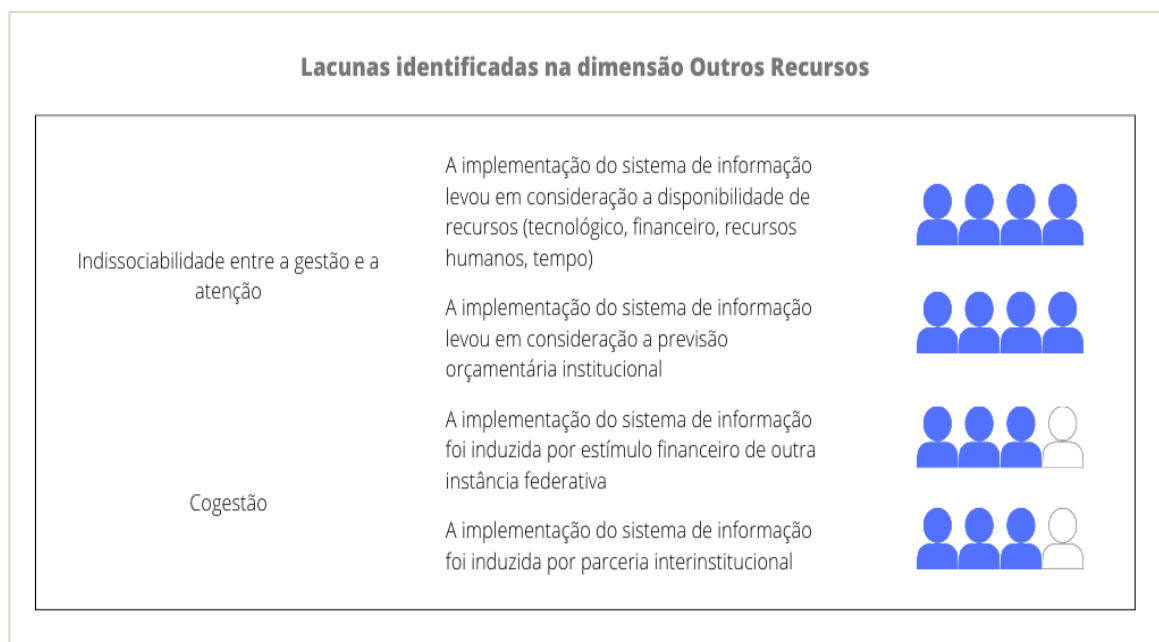 Lacunas identificadas na dimensão Outros Recursos
Indissociabilidade entre a gestão e a
atenção
A implementação do sistema de informação
levou em consideração a disponibilidade de
recursos (tecnológico, financeiro, recursos
humanos, tempo)
A implementação do sistema de informação
levou em consideração a previsão
orçamentária institucional
Cogestão
A implementação do sistema de informação
foi induzida por estímulo financeiro de outra
instância federativa
A implementação do sistema de informação
foi induzida por parceria interinstitucional